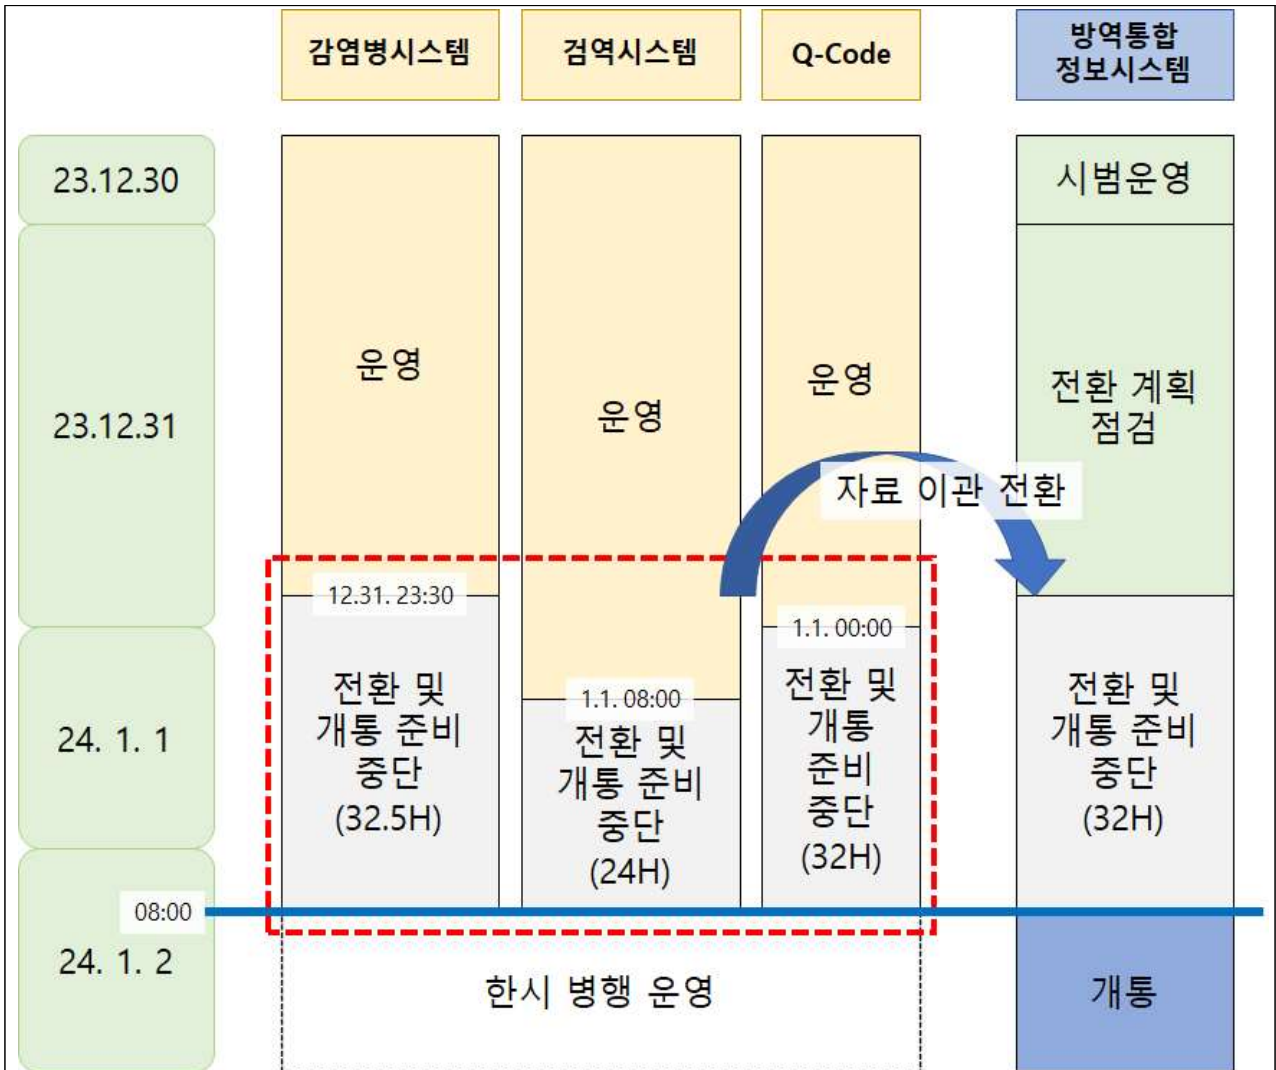 감염병시스템
검역시스템
Q-Code
방역통합
정보시스템
23.12.30
시범운영
23.12.31
운영
운영
운영
전환 계획
점검
자료 이관 전환
12.31. 23:30
1.1. 08:00
1.1. 00:00
24. 1. 1
전환 및
개통 준비
중단
(32.5H)
전환 및
개통 준비
중단
(24H)
전환 및
개통
준비
중단
(32H)
전환 및
개통 준비
중단
(32H)
08:00
24. 1. 2
한시 병행 운영
개통